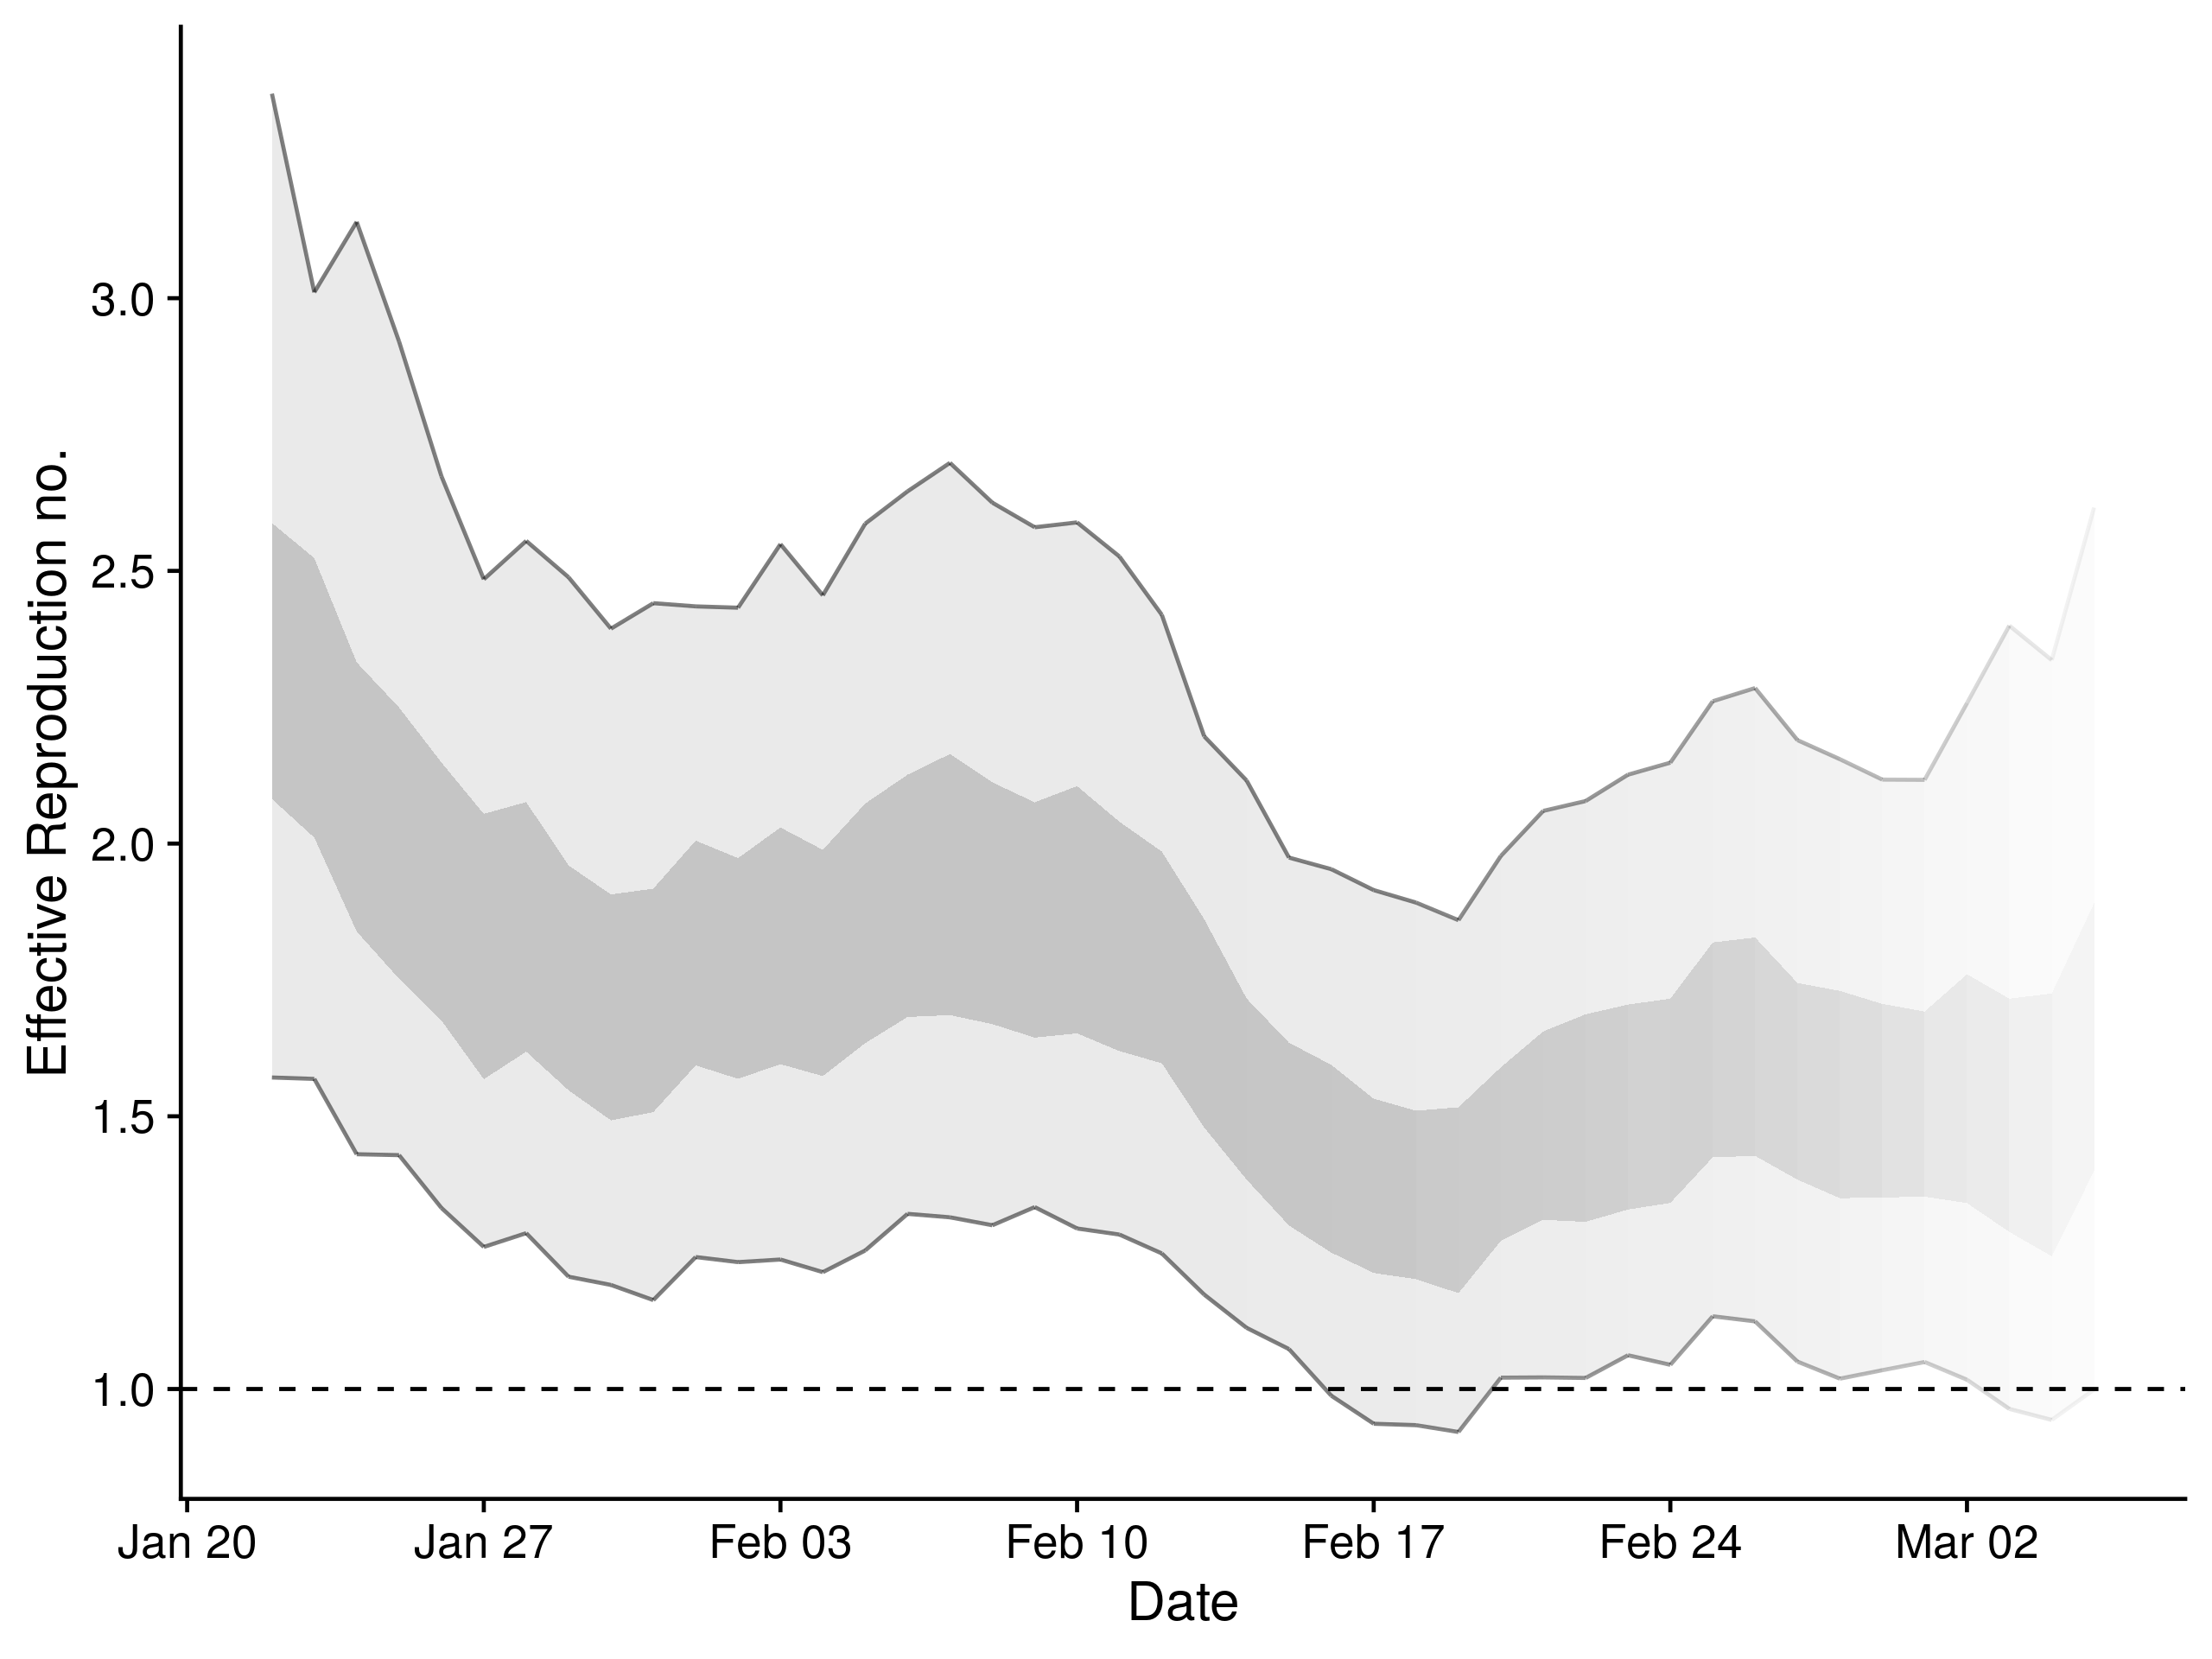 Effective Reproduction no.
3.0
2.5
2.0
1.5
1.0
Jan 20
Jan 27
Feb 03
Feb 10
Feb 17
Feb 24
Mar 02
Date